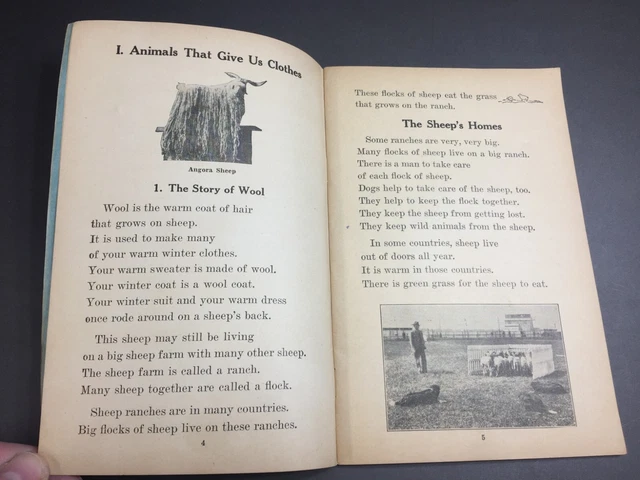 I. Animals That Give Us Clothes
Angora Sheep
1. The Story of Wool
Wool is the warm coat of hair
that grows on sheep.
It is used to make many
of your warm winter clothes.
Your warm sweater is made of wool.
Your winter coat is a wool coat.
Your winter suit and your warm dress
once rode around on a sheep's back.
This sheep may still be living
on a big sheep farm with many other sheep.
The sheep farm is called a ranch.
Many sheep together are called a flock.
Sheep ranches are in many countries.
Big flocks of sheep live on these ranches.
4
These flocks of sheep eat the grass
that grows on the ranch.
The Sheep's Homes
Some ranches are very, very big.
Many flocks of sheep live on a big ranch.
There is a man to take care
of each flock of sheep.
Dogs help to take care of the sheep, too.
They help to keep the flock together.
They keep the sheep from getting lost.
They keep wild animals from the sheep.
In some countries, sheep live
out of doors all year.
It is warm in those countries.
There is green grass for the sheep to eat.
5